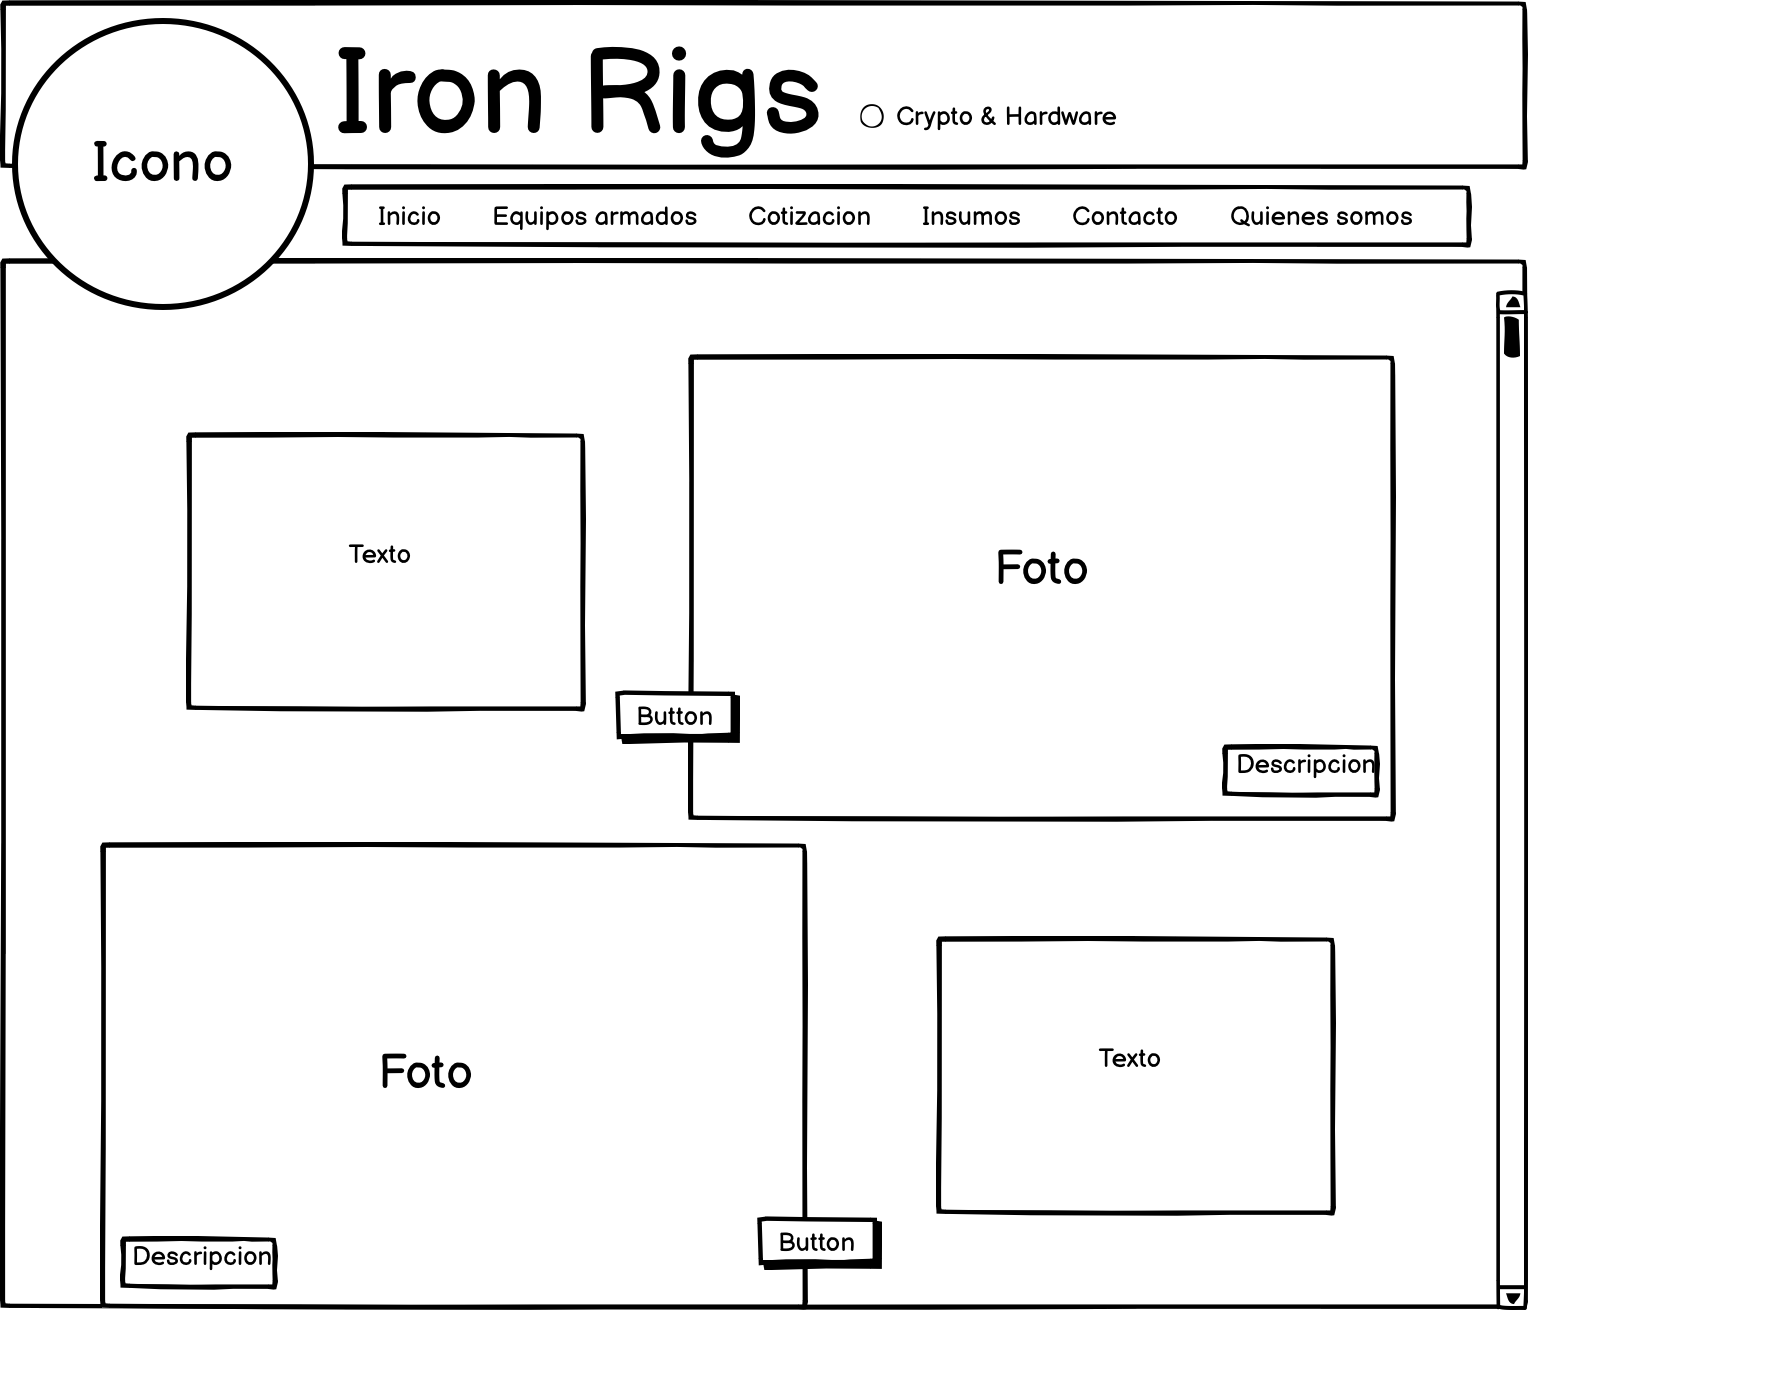 Iron Rigs
Crypto & Hardware
Icono
Inicio Equipos armados Cotizacion Insumos Contacto Quienes somos
Texto
Foto
Button
Descripcion
Foto
Texto
Descripcion
Button